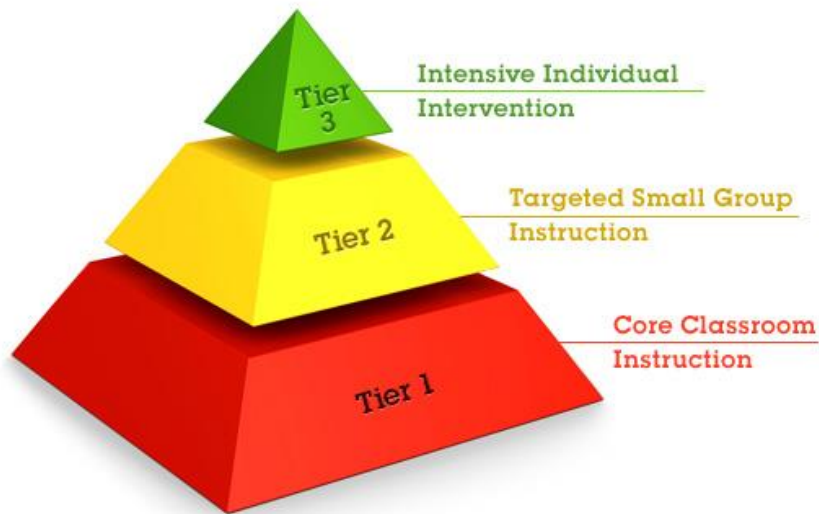 Tier
3
Intensive Individual
Intervention
Tier 2
Targeted Small Group
Instruction
Tier 1
Core Classroom
Instruction